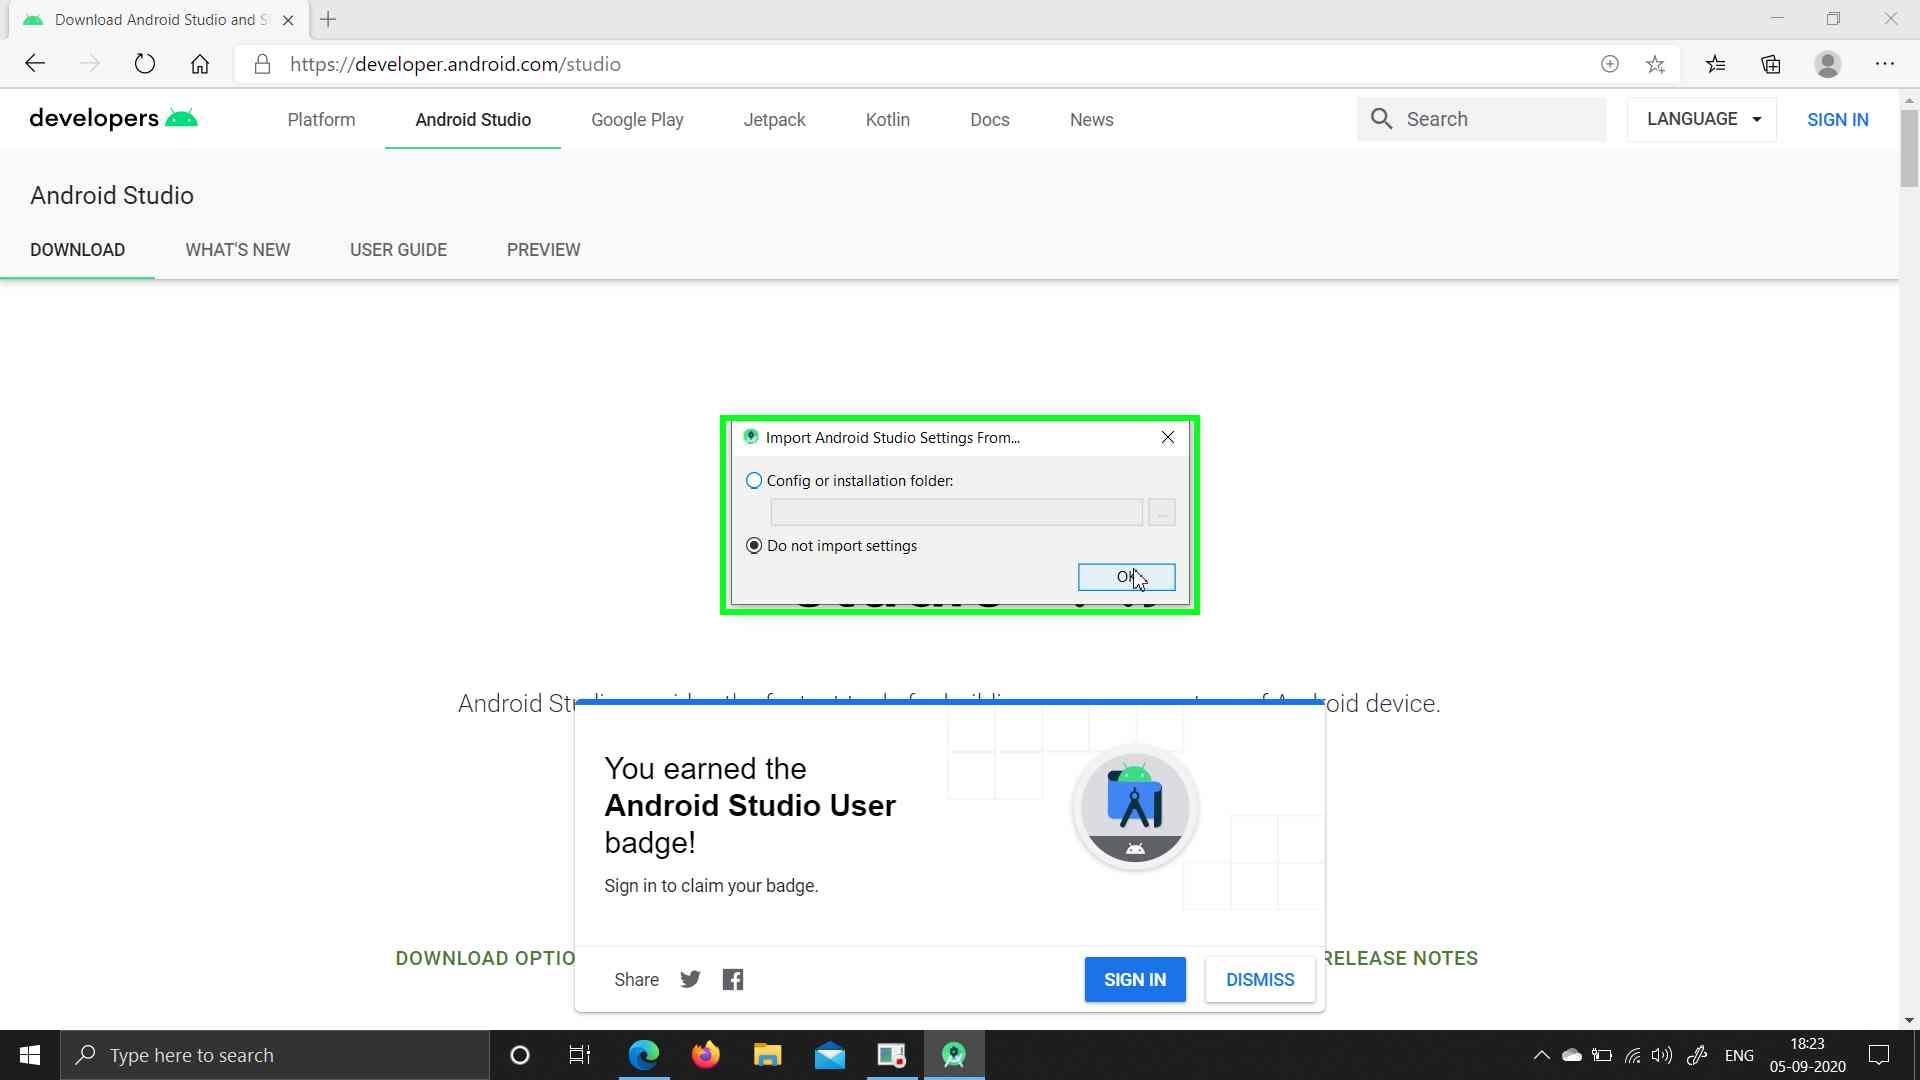 Download Android Studio and S
https://developer.android.com/studio
developers
Platform
Android Studio
Google Play
Jetpack
Kotlin
Docs
News
Search
LANGUAGE
SIGN IN
Android Studio
DOWNLOAD
WHAT'S NEW
USER GUIDE
PREVIEW
Import Android Studio Settings From...
Config or installation folder:
...
Do not import settings
OK
Android device.
You earned the
Android Studio User
badge!
Sign in to claim your badge.
DOWNLOAD OPTIO
RELEASE NOTES
Share
SIGN IN
DISMISS
Type here to search
ENG
18:23
05-09-2020